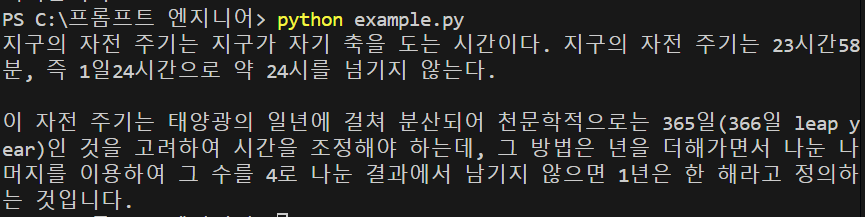 PS C:\프롬프트 엔지니어> python example.py
지구의 자전 주기는 지구가 자기 축을 도는 시간이다. 지구의 자전 주기는 23시간58
분, 즉 1일24시간으로 약 24시를 넘기지 않는다.
이 자전 주기는 태양광의 일년에 걸쳐 분산되어 천문학적으로는 365일(366일 leap y
ear)인 것을 고려하여 시간을 조정해야 하는데, 그 방법은 년을 더해가면서 나눈 나
머지를 이용하여 그 수를 4로 나눈 결과에서 남기지 않으면 1년은 한 해라고 정의하
는 것입니다.